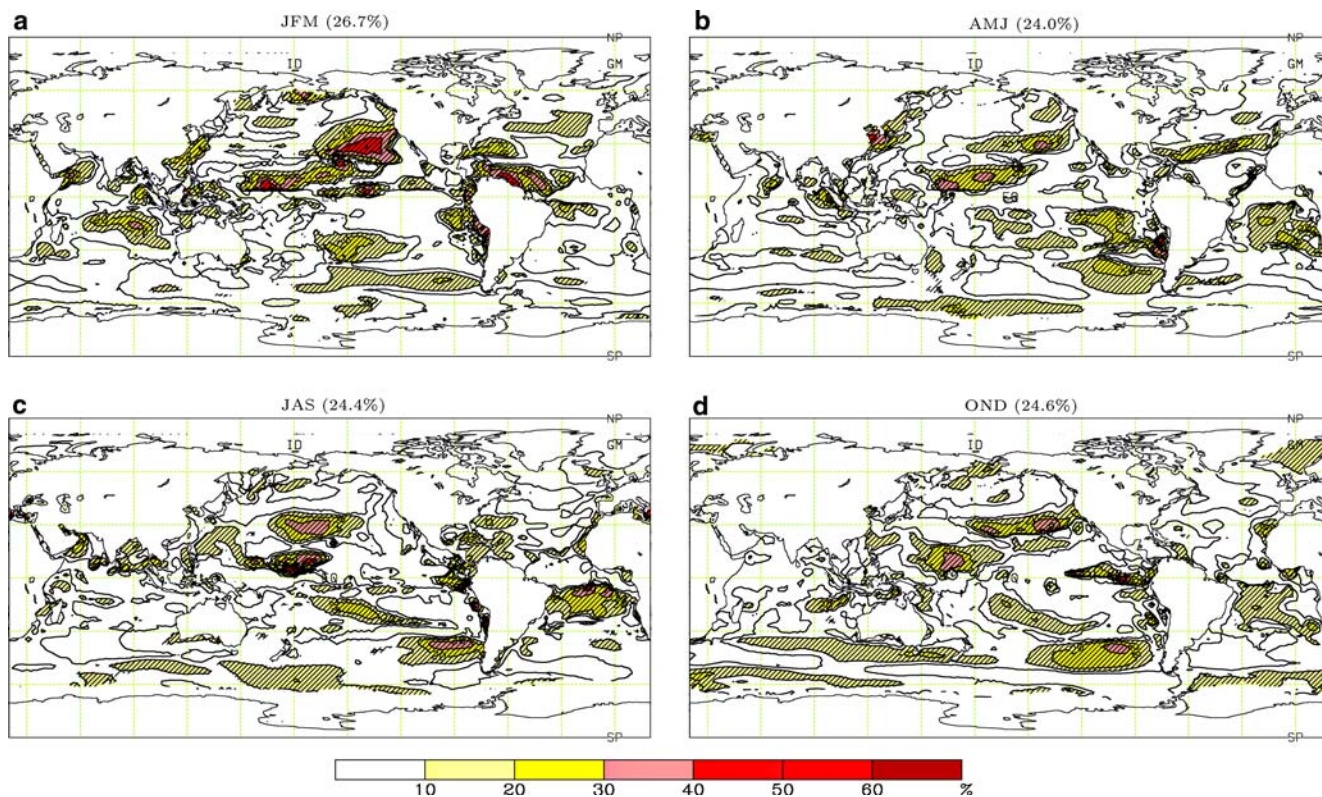 a JFM (26.7%)
b AMJ (24.0%)
NP
ID GM
SP
NP
ID GM
SP
c JAS (24.4%)
d OND (24.6%)
NP
ID GM
SP
NP
ID GM
SP
10 20 30 40 50 60 %